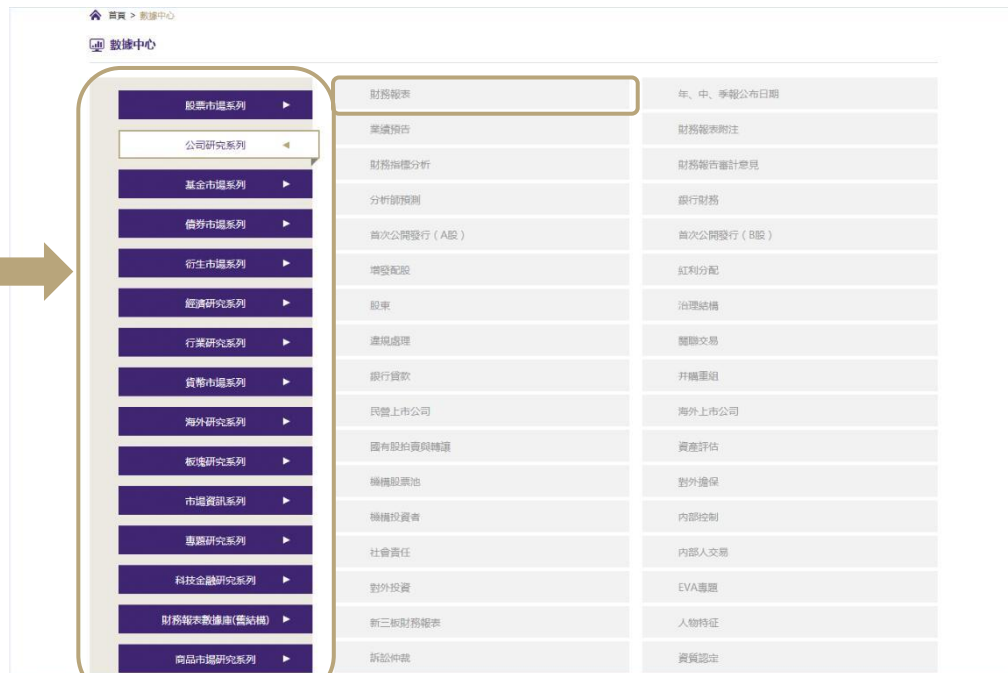 首頁 > 數據中心
數據中心
股票市場系列
公司研究系列
基金市場系列
債券市場系列
衍生市場系列
經濟研究系列
行業研究系列
貨幣市場系列
海外研究系列
板塊研究系列
市場資訊系列
專題研究系列
科技金融研究系列
財務報表數據庫(舊結構)
商品市場研究系列
財務報表 年、中、季報公布日期
業績預告 財務報表附注
財務指標分析 財務報告審計意見
分析師預測 銀行財務
首次公開發行（A股） 首次公開發行（B股）
增發配股 紅利分配
股東 治理結構
違規處理 關聯交易
銀行貸款 并購重組
民營上市公司 海外上市公司
國有股拍賣與轉讓 資產評估
機構股票池 對外擔保
機構投資者 内部控制
社會責任 内部人交易
對外投資 EVA專題
新三板財務報表 人物特征
訴訟仲裁 資質認定